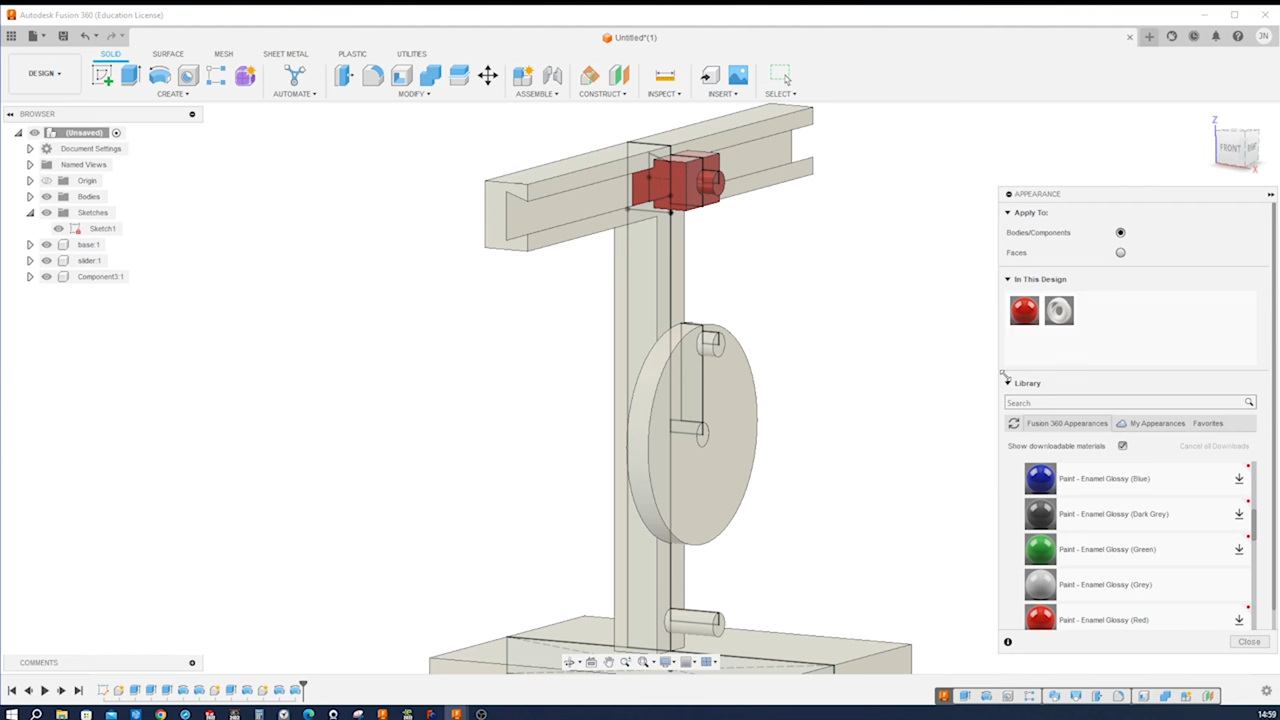 Autodesk Fusion 360 (Education License)
Untitled*(1)
JN
DESIGN
SOLID SURFACE MESH SHEET METAL PLASTIC UTILITIES
CREATE AUTOMATE MODIFY ASSEMBLE CONSTRUCT INSPECT INSERT SELECT
BROWSER
(Unsaved)
Document Settings
Named Views
Origin
Bodies
Sketches
Sketch1
base:1
slider:1
Component3:1
Z
FRONT
X
APPEARANCE
Apply To:
Bodies/Components
Faces
In This Design
Library
Search
Fusion 360 Appearances My Appearances Favorites
Show downloadable materials Cancel all Downloads
Paint - Enamel Glossy (Blue)
Paint - Enamel Glossy (Dark Grey)
Paint - Enamel Glossy (Green)
Paint - Enamel Glossy (Grey)
Paint - Enamel Glossy (Red)
Close
COMMENTS
14:59